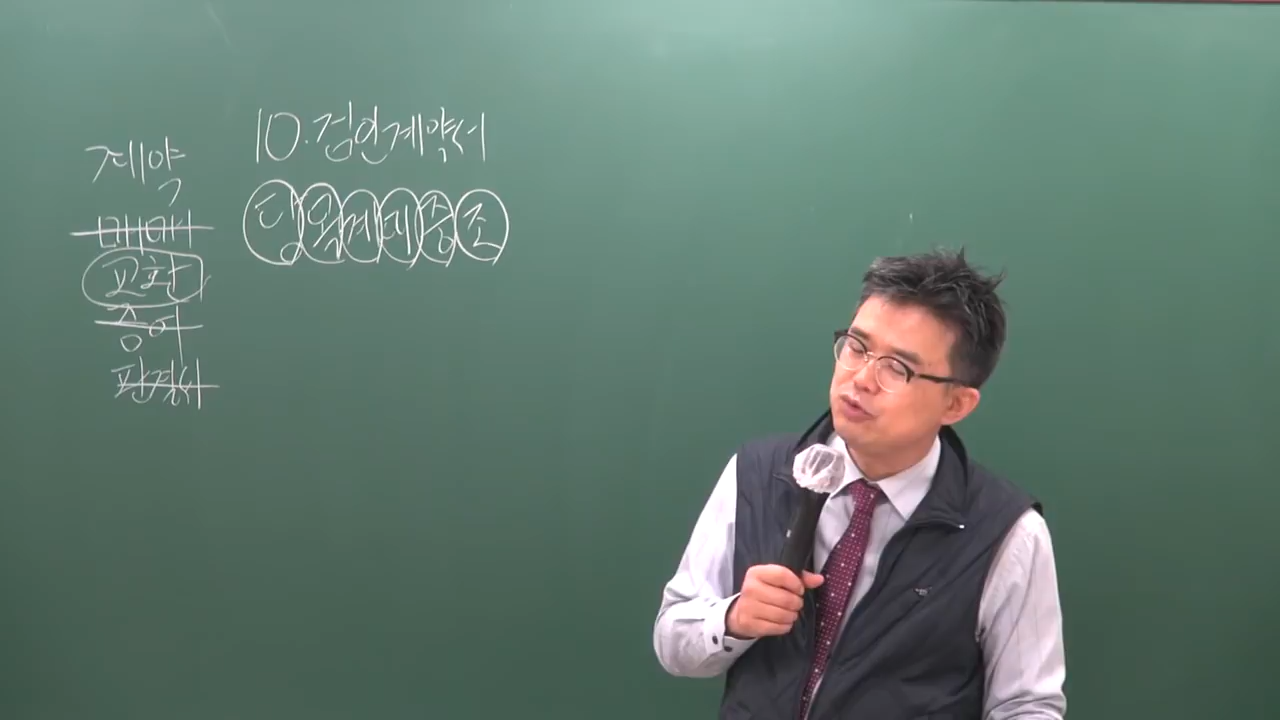 10. 검인계약서
당 목 계 대 중 조
계약
매매
교환
증여
판결서